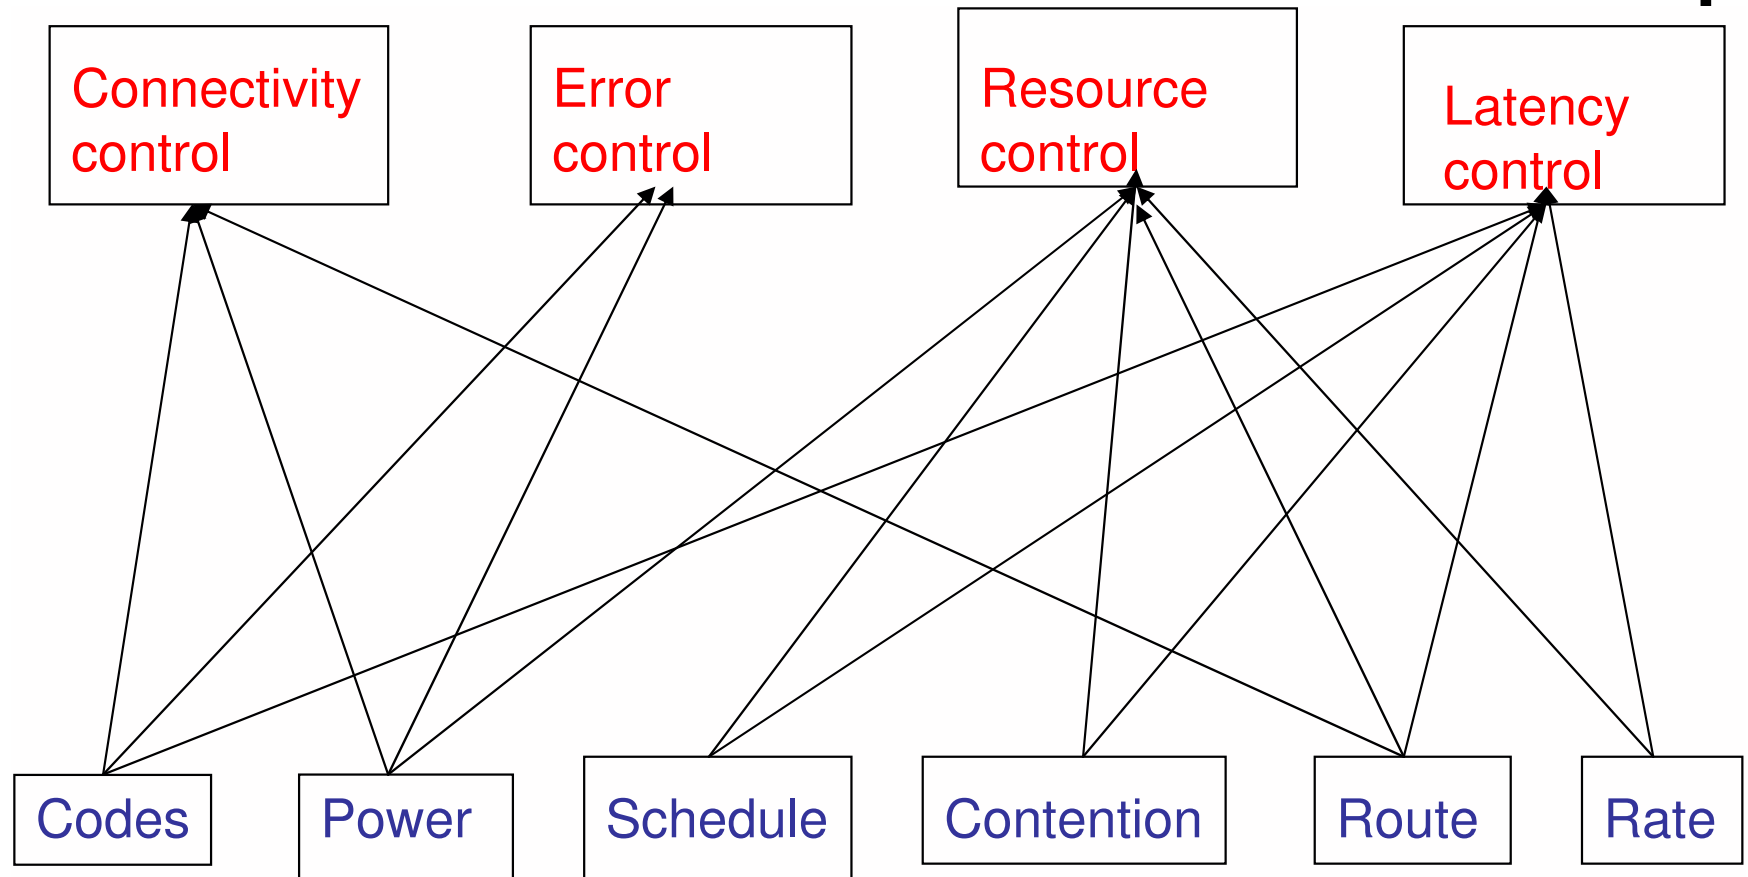 Connectivity
control
Error
control
Resource
control
Latency
control
Codes
Power
Schedule
Contention
Route
Rate